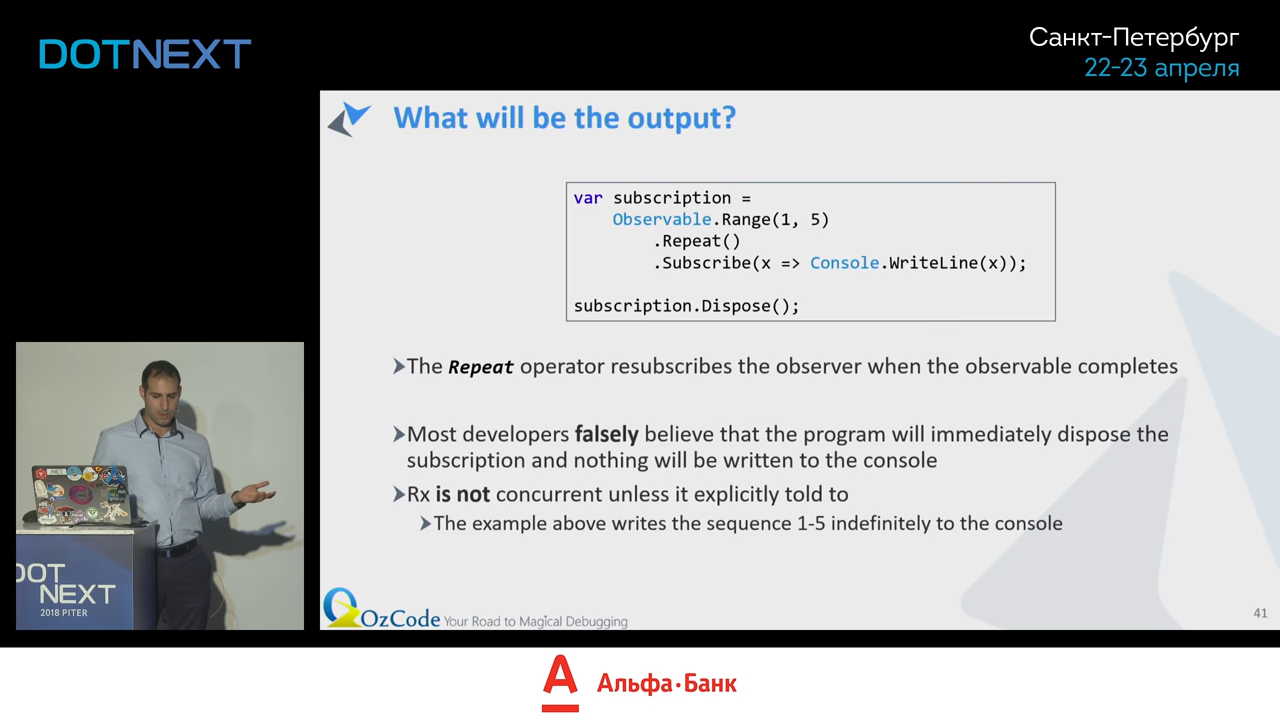 DOTNEXT
Санкт-Петербург
22-23 апреля
What will be the output?
var subscription =
Observable.Range(1, 5)
.Repeat()
.Subscribe(x => Console.WriteLine(x));
subscription.Dispose();
➤The Repeat operator resubscribes the observer when the observable completes
➤Most developers falsely believe that the program will immediately dispose the
subscription and nothing will be written to the console
➤Rx is not concurrent unless it explicitly told to
➤The example above writes the sequence 1-5 indefinitely to the console
OzCode Your Road to Magical Debugging
41
DOT
NEXT
2018 PITER
Альфа·Банк